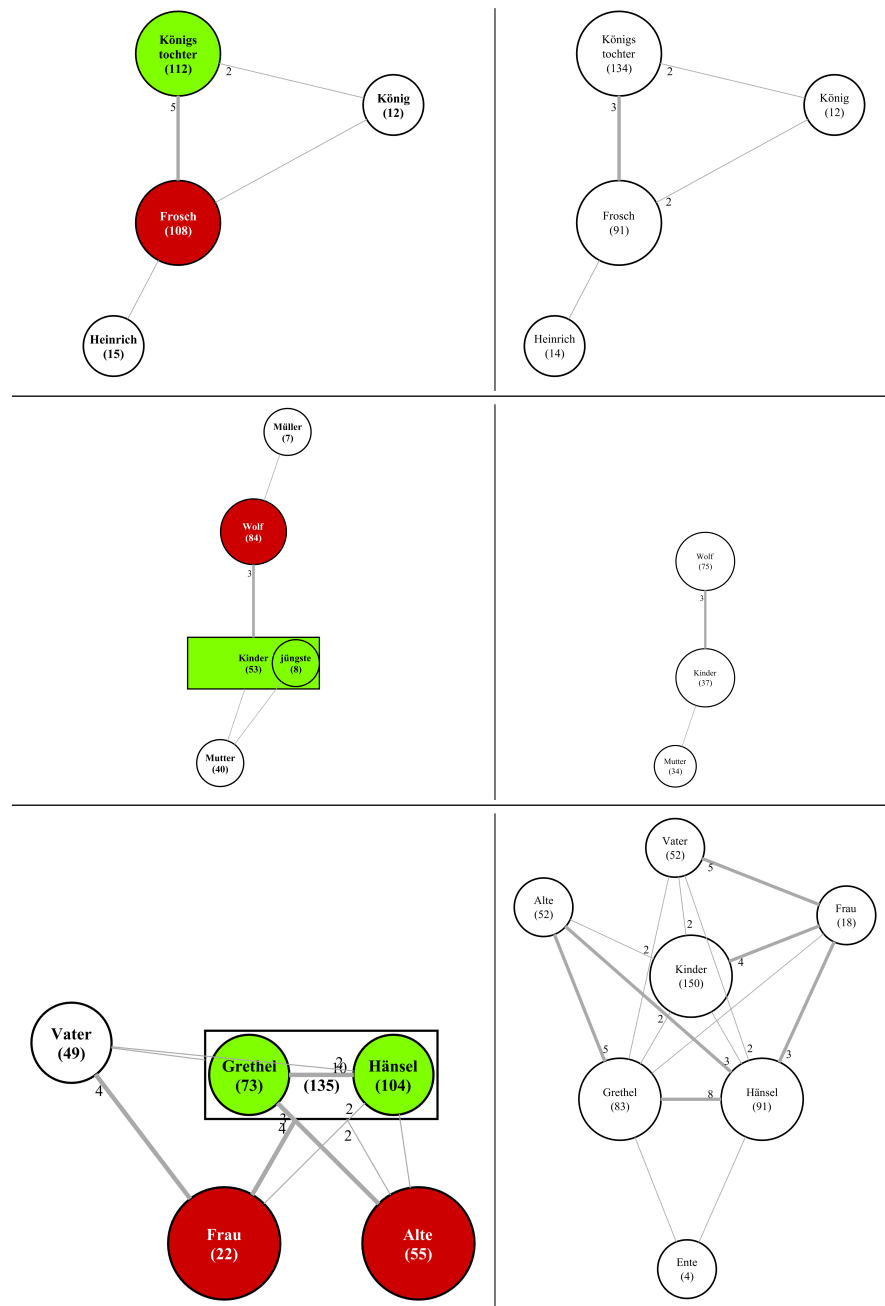 Königs
tochter
(112)
2
König
(12)
5
Frosch
(108)
Heinrich
(15)
Königs
tochter
(134)
2
König
(12)
3
Frosch
(91)
2
Heinrich
(14)
Müller
(7)
Wolf
(84)
3
Kinder
(53)
jüngste
(8)
Mutter
(40)
Wolf
(75)
3
Kinder
(37)
Mutter
(34)
Vater
(49)
4
Grethel
(73)
(135)
2
10
Hänsel
(104)
3
4
2
2
Frau
(22)
Alte
(55)
Vater
(52)
5
Alte
(52)
Frau
(18)
2
2
4
Kinder
(150)
2
5
3
2
3
Grethel
(83)
8
Hänsel
(91)
Ente
(4)